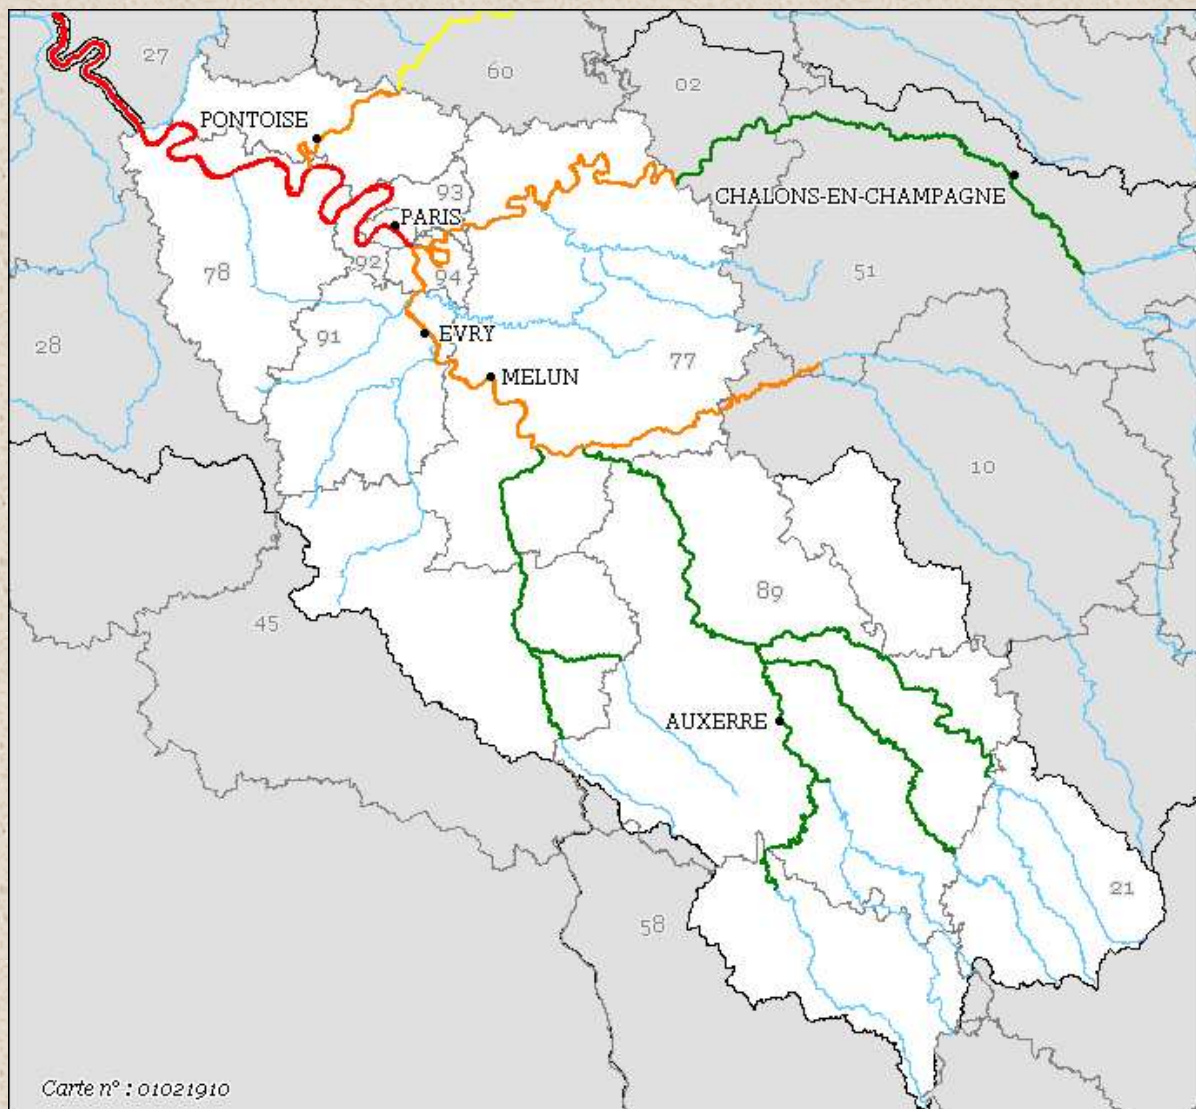 27
60
02
PONTOISE
93
CHALONS-EN-CHAMPAGNE
PARIS
92
94
78
51
91
EVRY
28
77
MELUN
10
89
45
AUXERRE
21
58
Carte n° : 01021910